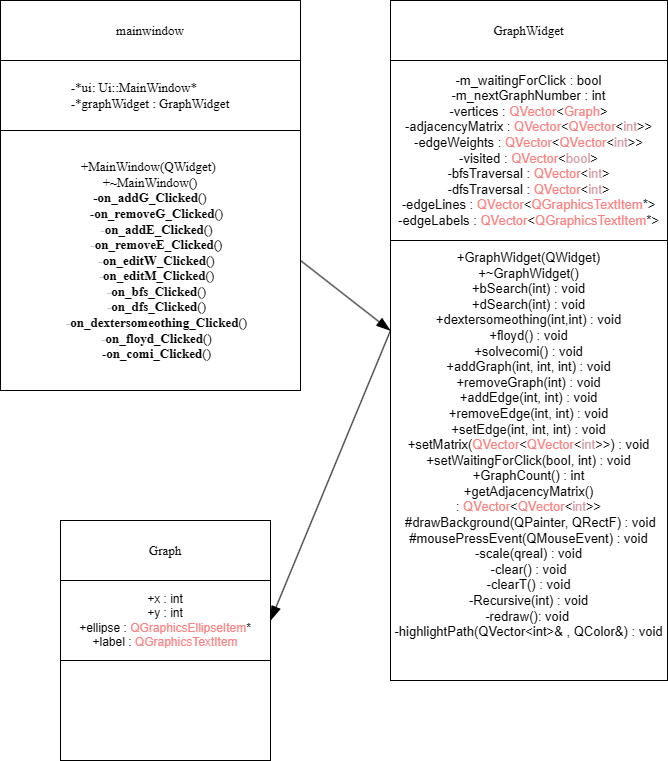 mainwindow
-*ui: Ui::MainWindow*
-*graphWidget : GraphWidget
+MainWindow(QWidget)
+~MainWindow()
-on_addG_Clicked()
-on_removeG_Clicked()
-on_addE_Clicked()
-on_removeE_Clicked()
-on_editW_Clicked()
-on_editM_Clicked()
-on_bfs_Clicked()
-on_dfs_Clicked()
-on_dextersomeothing_Clicked()
-on_floyd_Clicked()
-on_comi_Clicked()
GraphWidget
-m_waitingForClick : bool
-m_nextGraphNumber : int
-vertices : QVector<Graph>
-adjacencyMatrix : QVector<QVector<int>>
-edgeWeights : QVector<QVector<int>>
-visited : QVector<bool>
-bfsTraversal : QVector<int>
-dfsTraversal : QVector<int>
-edgeLines : QVector<QGraphicsTextItem*>
-edgeLabels : QVector<QGraphicsTextItem*>
+GraphWidget(QWidget)
+~GraphWidget()
+bSearch(int) : void
+dSearch(int) : void
+dextersomeothing(int,int) : void
+floyd() : void
+solvecomi() : void
+addGraph(int, int, int) : void
+removeGraph(int) : void
+addEdge(int, int) : void
+removeEdge(int, int) : void
+setEdge(int, int, int) : void
+setMatrix(QVector<QVector<int>>) : void
+setWaitingForClick(bool, int) : void
+GraphCount() : int
+getAdjacencyMatrix()
: QVector<QVector<int>>
#drawBackground(QPainter, QRectF) : void
#mousePressEvent(QMouseEvent) : void
-scale(qreal) : void
-clear() : void
-clearT() : void
-Recursive(int) : void
-redraw(): void
-highlightPath(QVector<int>& , QColor&) : void
Graph
+x : int
+y : int
+ellipse : QGraphicsEllipseItem*
+label : QGraphicsTextItem